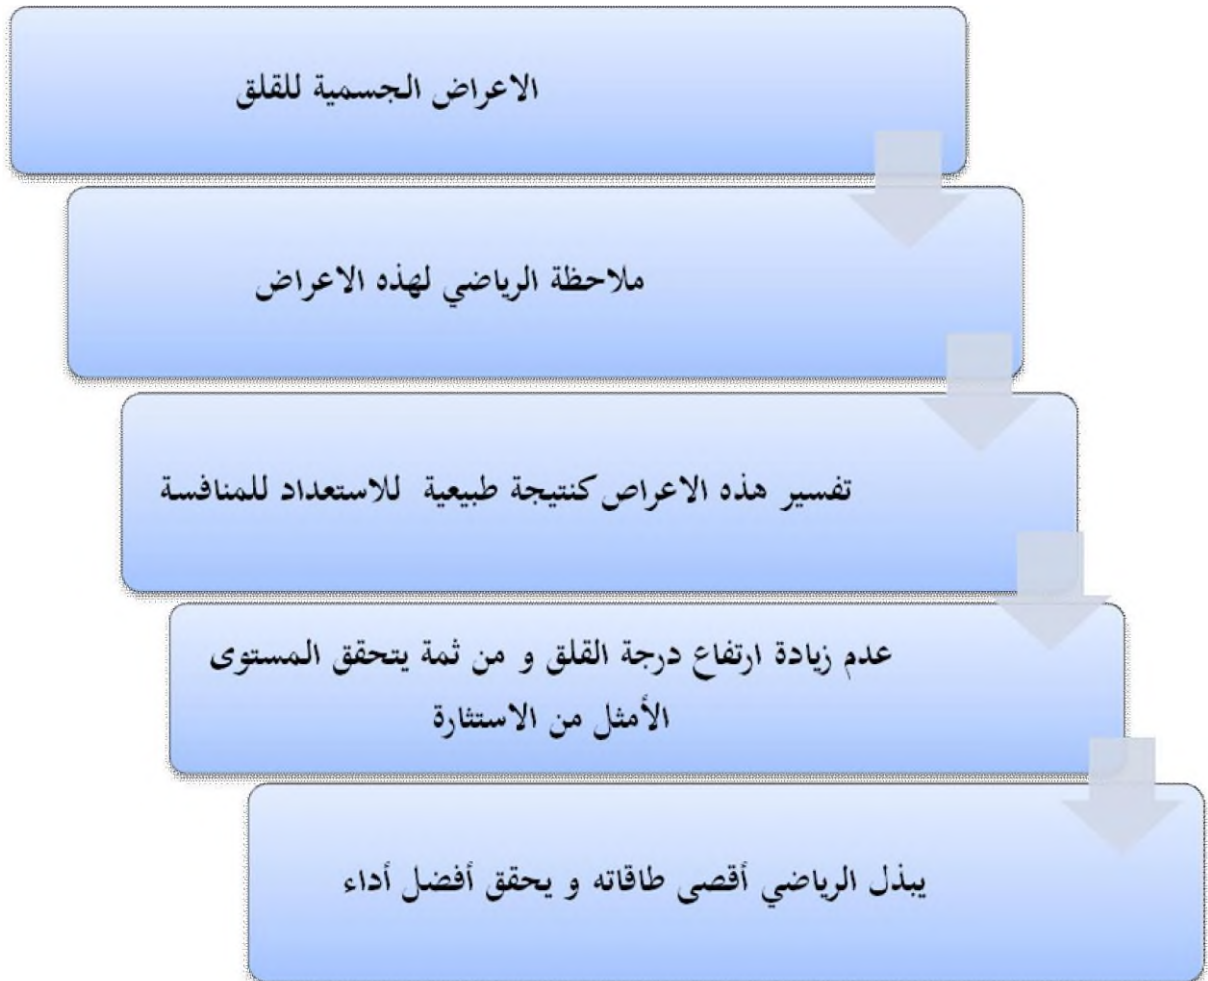 الاعراض الجسمية للقلق
ملاحظة الرياضي لهذه الاعراض
تفسير هذه الاعراص كنتيجة طبيعية للاستعداد للمنافسة
عدم زيادة ارتفاع درجة القلق و من ثمة يتحقق المستوى
الأمثل من الاستثارة
يبذل الرياضي أقصى طاقاته و يحقق أفضل أداء